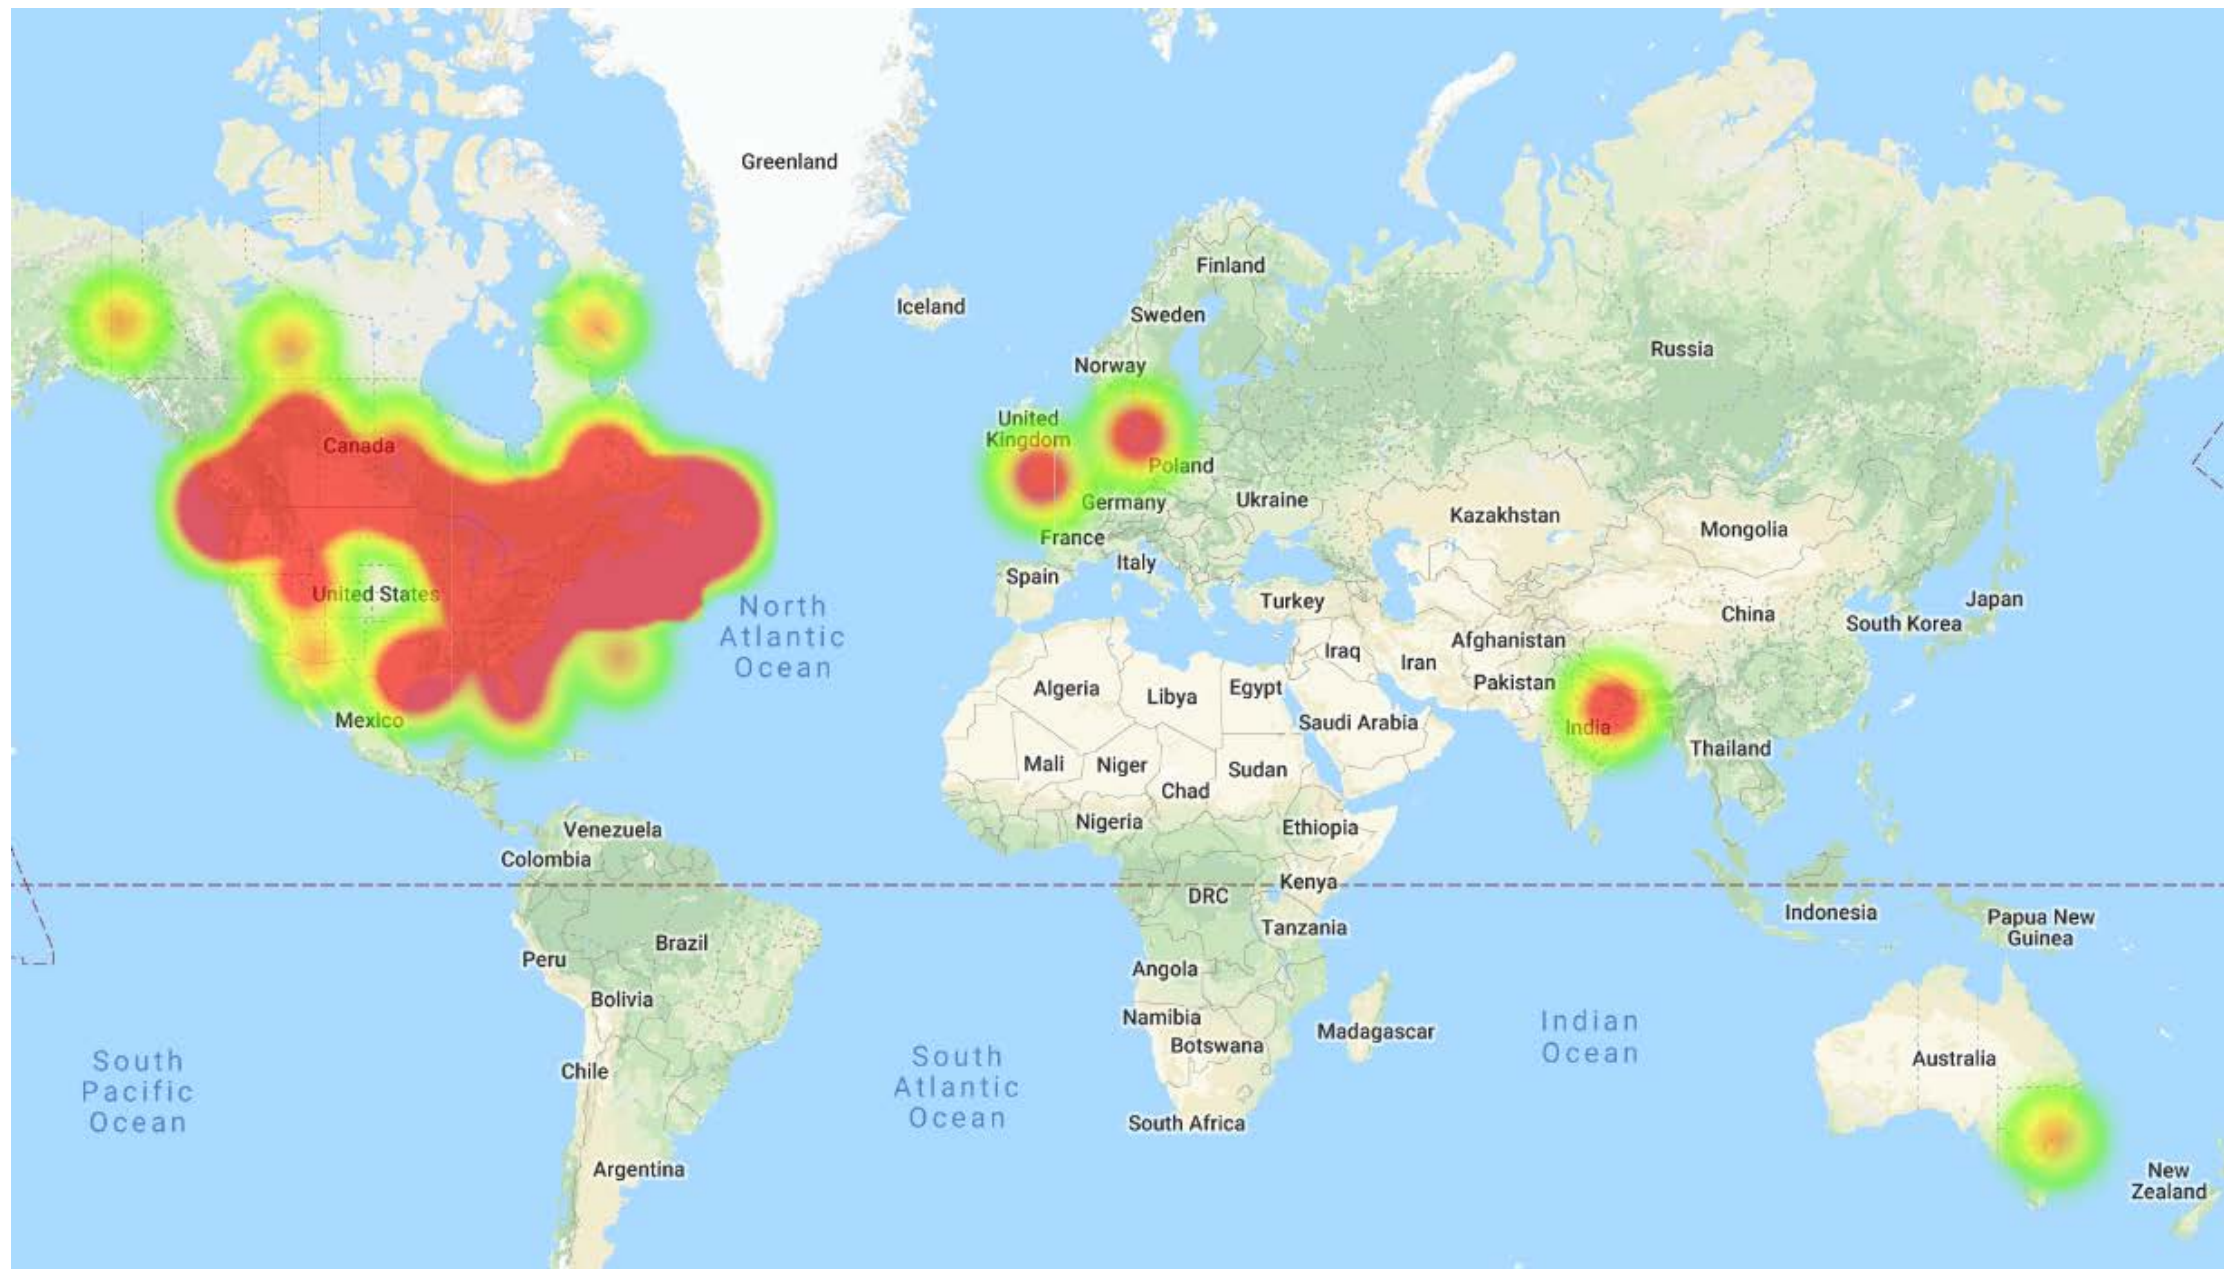 Greenland
Finland
Iceland
Sweden
Russia
Norway
United
Kingdom
Canada
Poland
Germany
Ukraine
Kazakhstan
Mongolia
France
Italy
Spain
United States
Turkey
China
Japan
South Korea
North
Atlantic
Ocean
Afghanistan
Iraq
Iran
Pakistan
Algeria
Libya
Egypt
Saudi Arabia
India
Mexico
Thailand
Mali
Niger
Sudan
Chad
Nigeria
Ethiopia
Venezuela
Colombia
Kenya
DRC
Indonesia
Papua New
Guinea
Tanzania
Brazil
Peru
Angola
Bolivia
Namibia
Madagascar
Indian
Ocean
Botswana
Australia
South
Pacific
Ocean
South
Atlantic
Ocean
Chile
South Africa
Argentina
New
Zealand